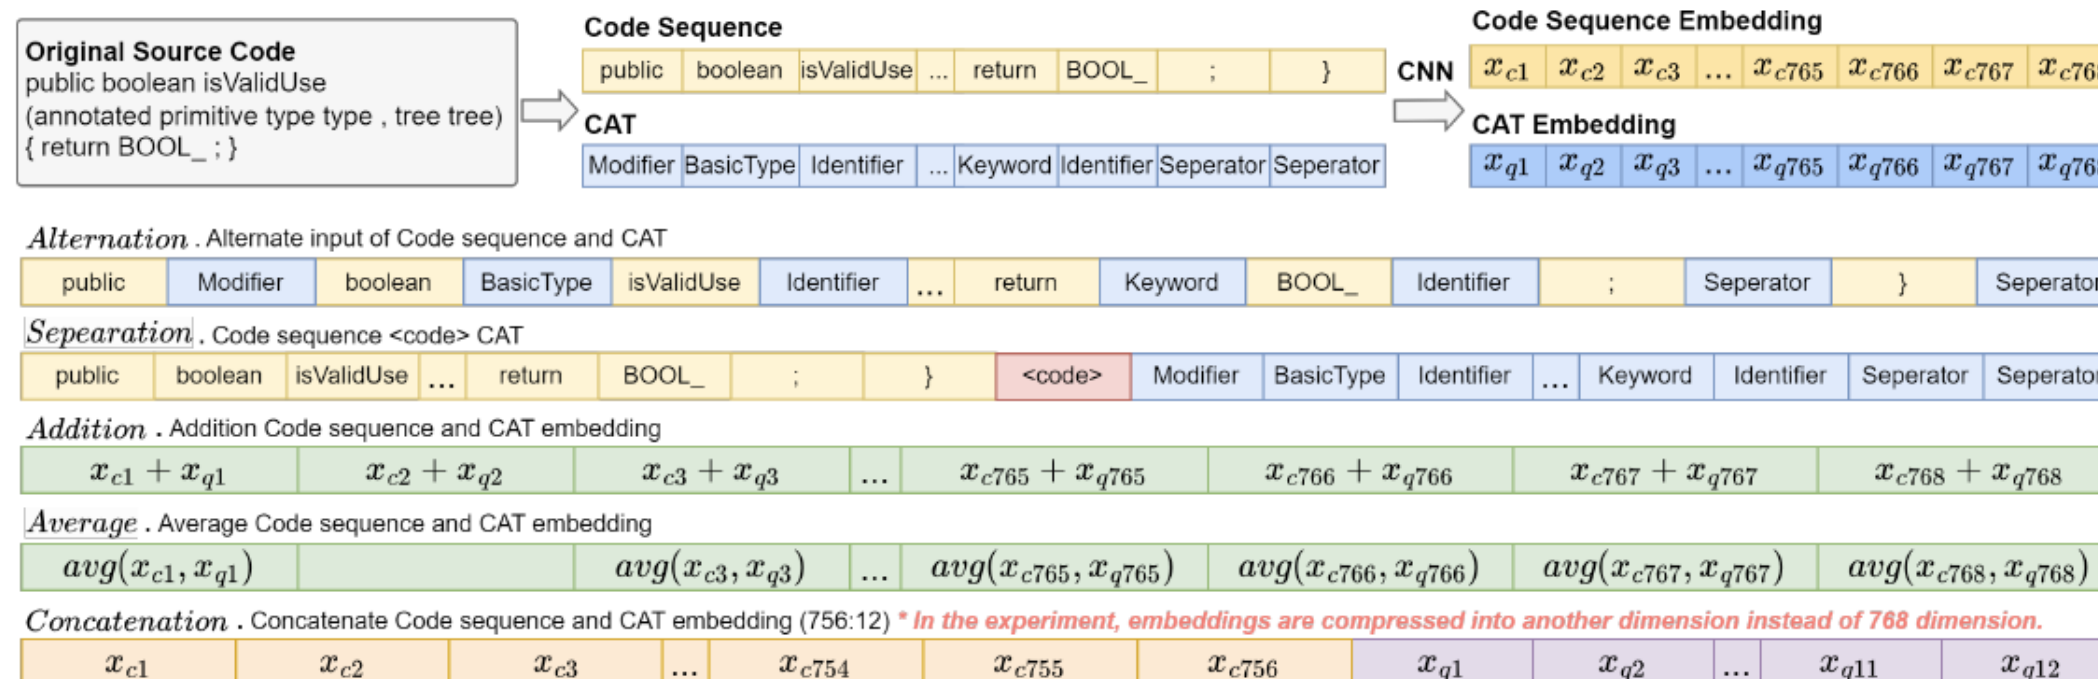 Original Source Code
public boolean isValidUse
(annotated primitive type type , tree tree)
{ return BOOL_ ; }
Code Sequence
public boolean isValidUse ... return BOOL_ ; }
CAT
Modifier BasicType Identifier ... Keyword Identifier Seperator Seperator
CNN
Code Sequence Embedding
x_c1 x_c2 x_c3 ... x_c765 x_c766 x_c767 x_c768
CAT Embedding
x_q1 x_q2 x_q3 ... x_q765 x_q766 x_q767 x_q768
Alternation . Alternate input of Code sequence and CAT
public Modifier boolean BasicType isValidUse Identifier ... return Keyword BOOL_ Identifier ; Seperator } Seperator
Sepearation . Code sequence <code> CAT
public boolean isValidUse ... return BOOL_ ; } <code> Modifier BasicType Identifier ... Keyword Identifier Seperator Seperator
Addition . Addition Code sequence and CAT embedding
x_c1 + x_q1 x_c2 + x_q2 x_c3 + x_q3 ... x_c765 + x_q765 x_c766 + x_q766 x_c767 + x_q767 x_c768 + x_q768
Average . Average Code sequence and CAT embedding
avg(x_c1, x_q1) avg(x_c3, x_q3) ... avg(x_c765, x_q765) avg(x_c766, x_q766) avg(x_c767, x_q767) avg(x_c768, x_q768)
Concatenation . Concatenate Code sequence and CAT embedding (756:12) * In the experiment, embeddings are compressed into another dimension instead of 768 dimension.
x_c1 x_c2 x_c3 ... x_c754 x_c755 x_c756 x_q1 x_q2 ... x_q11 x_q12